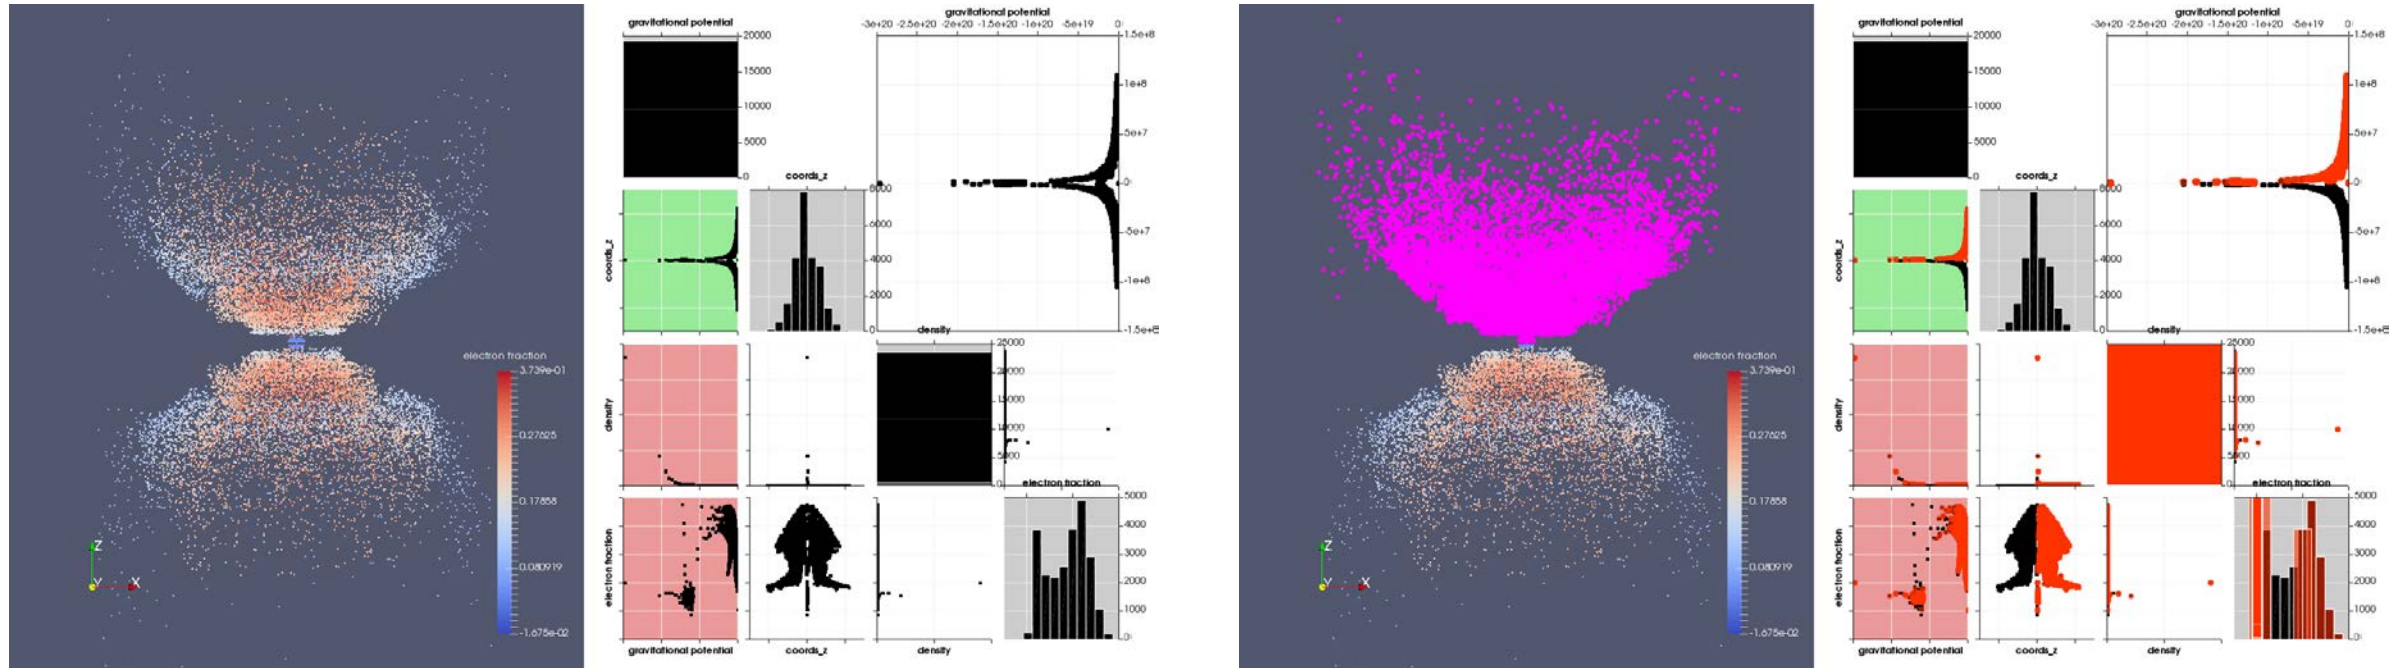 electron fraction
3.739e-01
0.27625
0.17858
0.080919
-1.675e-02
Z
Y
X
gravitational potential
20000
15000
10000
5000
0
gravitational potential
-3e+20 -2.5e+20 -2e+20 -1.5e+20 -1e+20 -5e+19 0
1.5e+8
1e+8
5e+7
0
-5e+7
-1e+8
-1.5e+8
coords_z
coords_z
8000
6000
4000
2000
0
density
density
25000
20000
15000
10000
5000
0
electron fraction
electron fraction
5000
4000
3000
2000
1000
0
gravitational potential
coords_z
density
electron fraction
3.739e-01
0.27625
0.17858
0.080919
-1.675e-02
Z
Y
X
gravitational potential
20000
15000
10000
5000
0
gravitational potential
-3e+20 -2.5e+20 -2e+20 -1.5e+20 -1e+20 -5e+19 0
1.5e+8
1e+8
5e+7
0
-5e+7
-1e+8
-1.5e+8
coords_z
coords_z
8000
6000
4000
2000
0
density
density
25000
20000
15000
10000
5000
0
electron fraction
electron fraction
5000
4000
3000
2000
1000
0
gravitational potential
coords_z
density